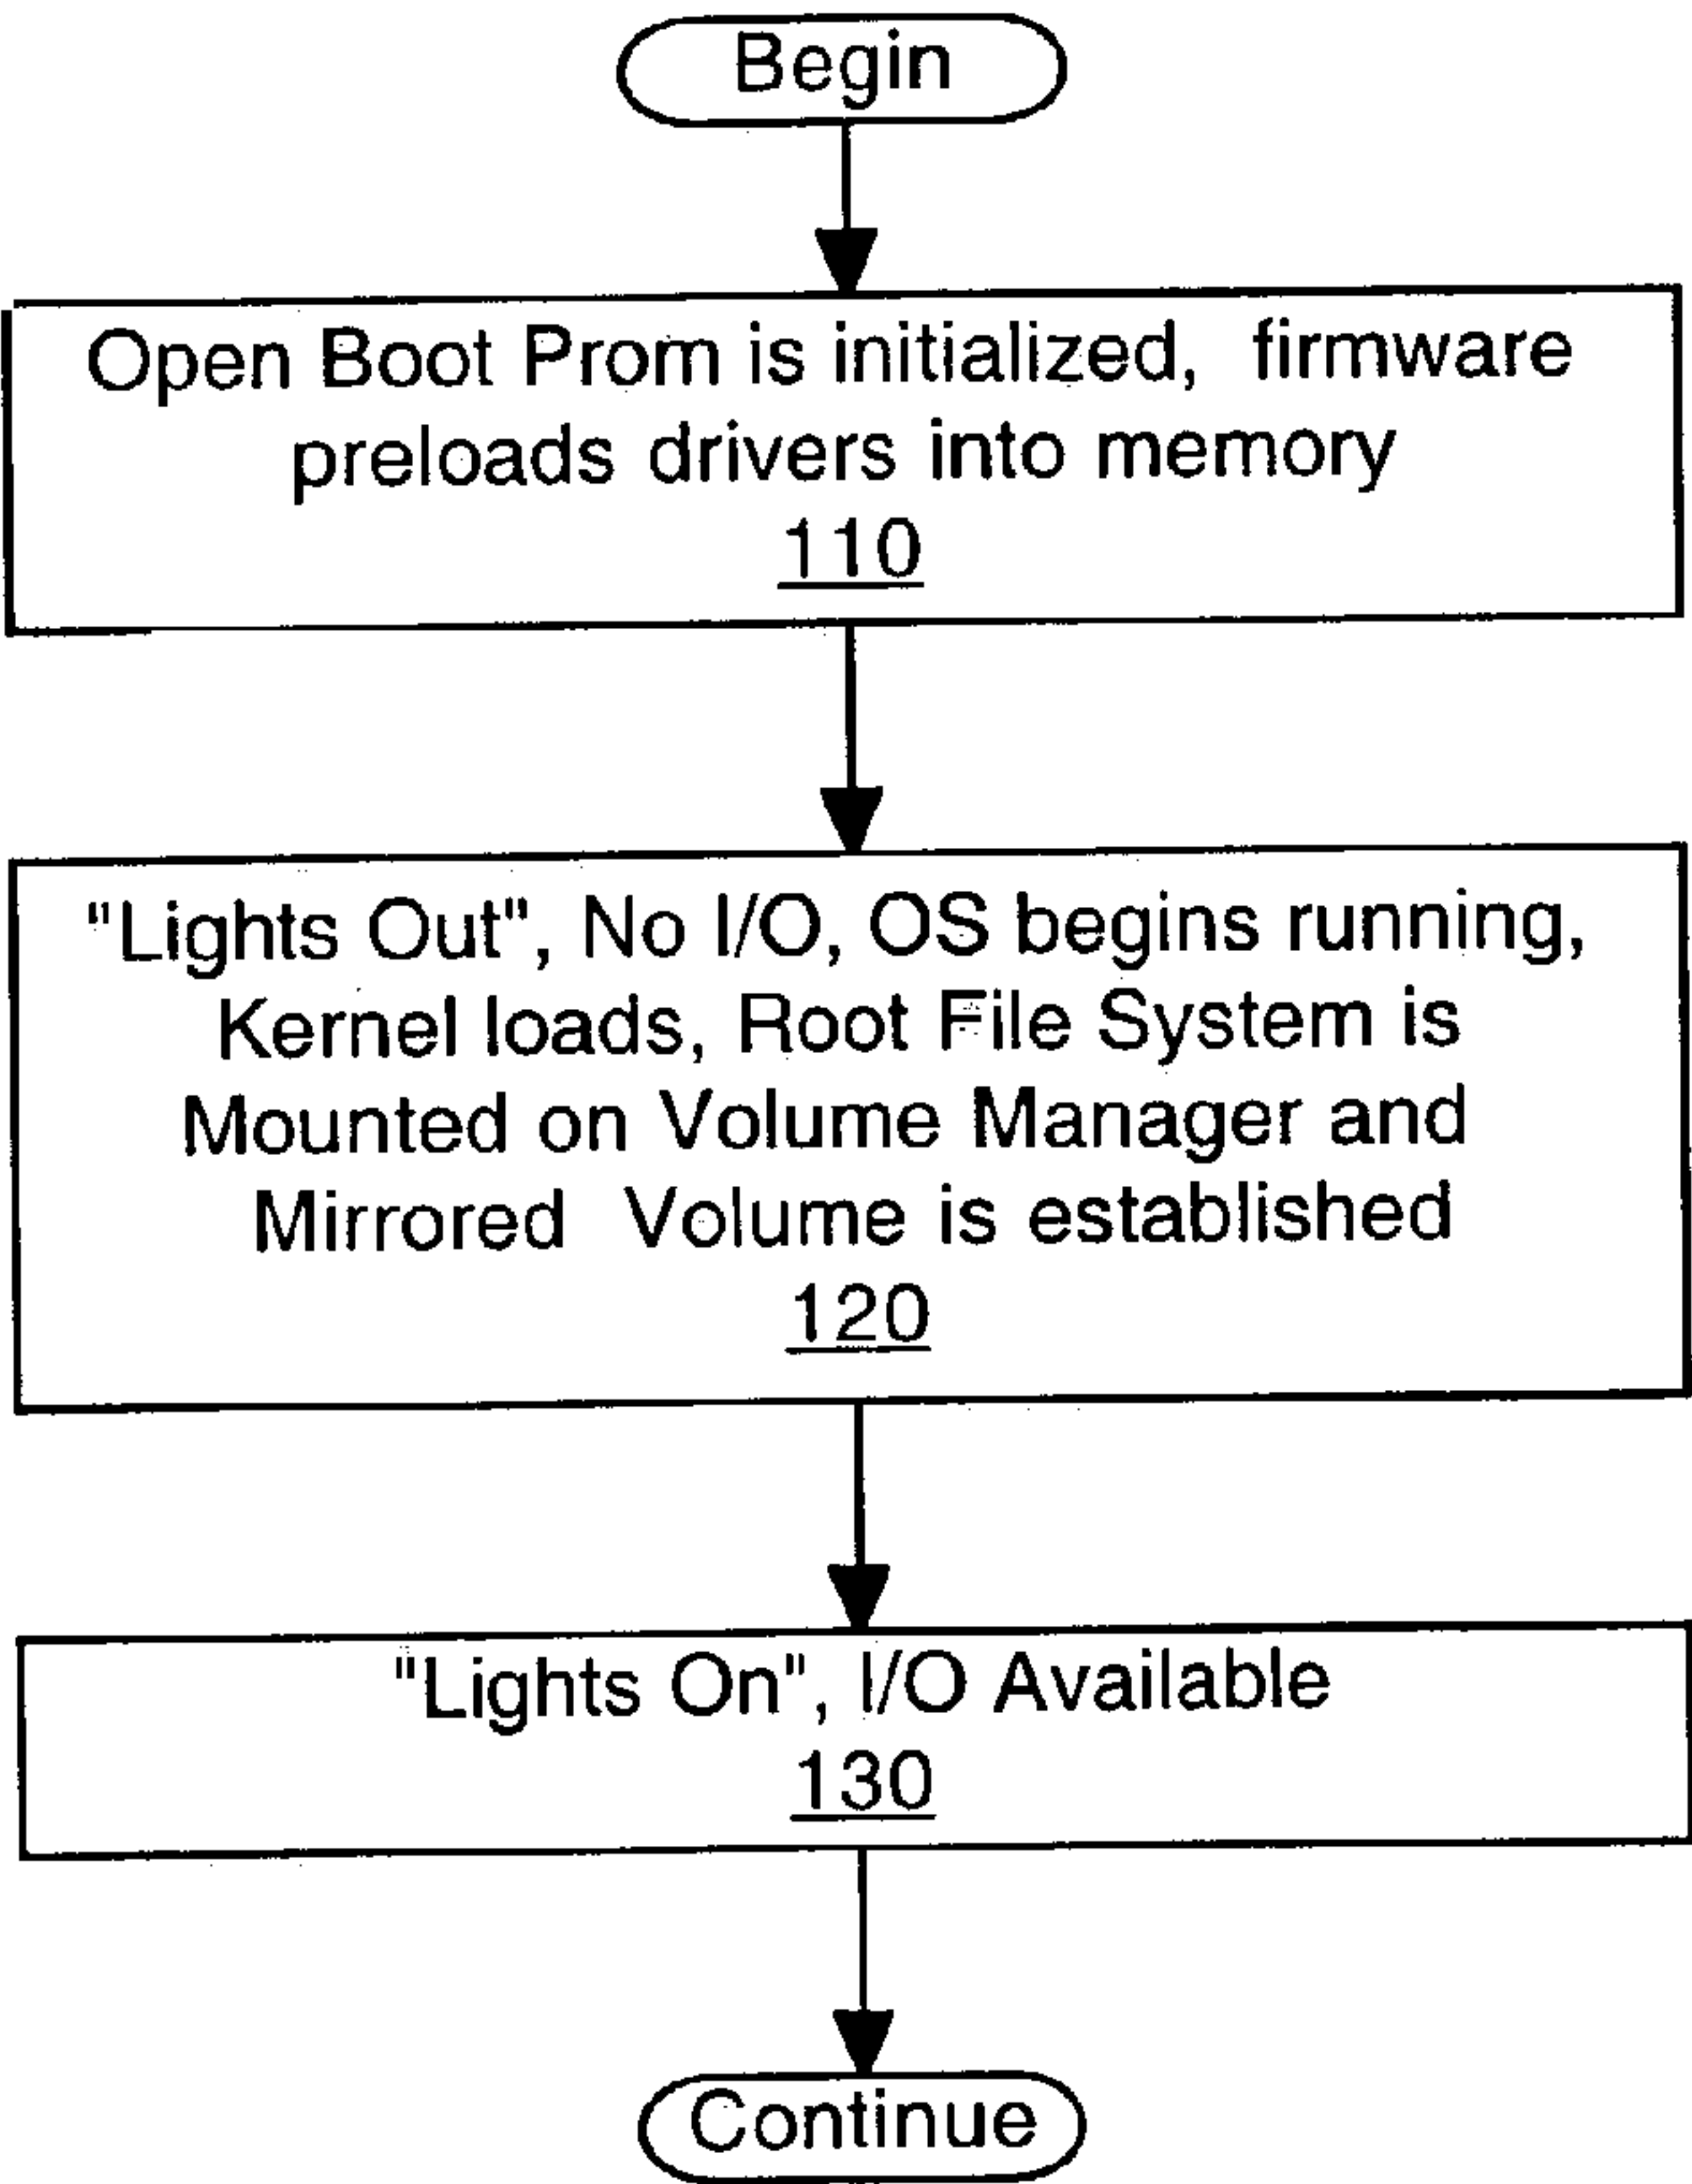 Begin
Open Boot Prom is initialized, firmware
preloads drivers into memory
110
"Lights Out", No I/O, OS begins running,
Kernel loads, Root File System is
Mounted on Volume Manager and
Mirrored Volume is established
120
"Lights On", I/O Available
130
Continue